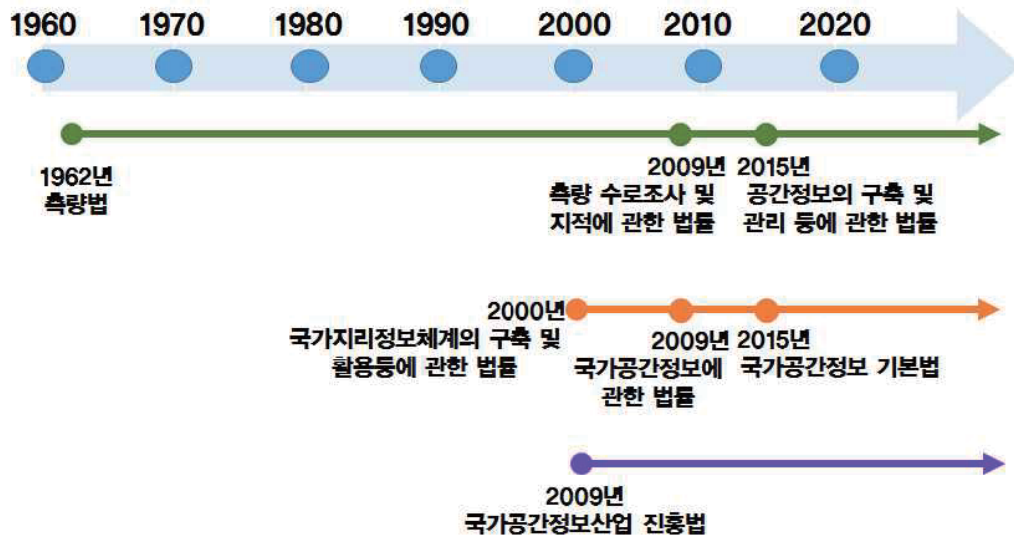 1960 1970 1980 1990 2000 2010 2020
1962년
측량법
2009년
측량 수로조사 및
지적에 관한 법률
2015년
공간정보의 구축 및
관리 등에 관한 법률
2000년
국가지리정보체계의 구축 및
활용등에 관한 법률
2009년
국가공간정보에
관한 법률
2015년
국가공간정보 기본법
2009년
국가공간정보산업 진흥법